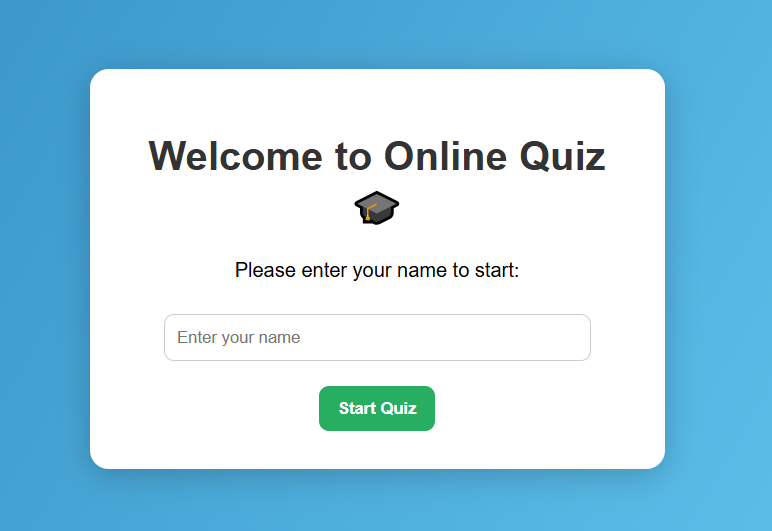 Welcome to Online Quiz
🎓
Please enter your name to start:
Enter your name
Start Quiz